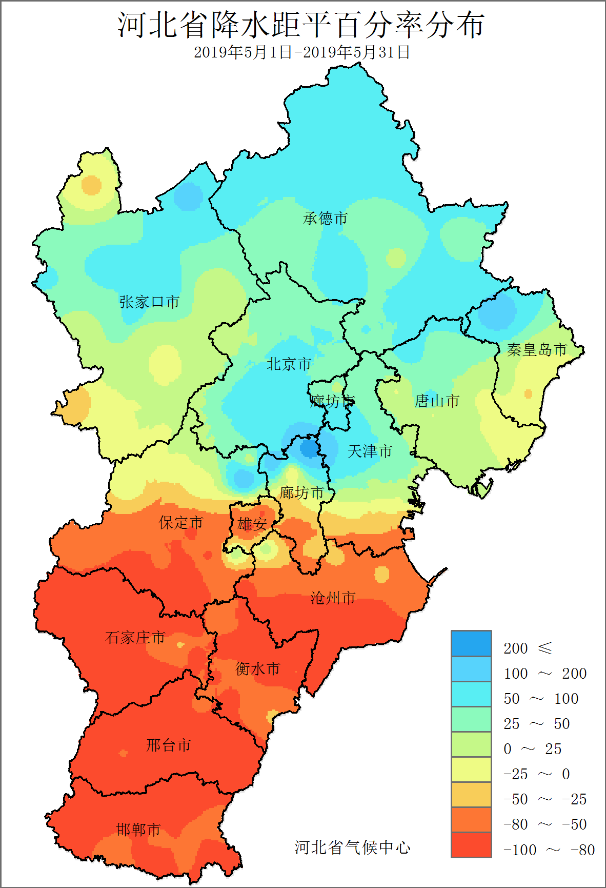 河北省降水距平百分率分布
2019年5月1日-2019年5月31日
承德市
张家口市
秦皇岛市
北京市
廊坊市
唐山市
天津市
廊坊市
保定市
雄安
沧州市
石家庄市
衡水市
邢台市
邯郸市
200 ≤
100 ～ 200
50 ～ 100
25 ～ 50
0 ～ 25
-25 ～ 0
50 ～ 25
-80 ～ -50
-100 ～ -80
河北省气候中心